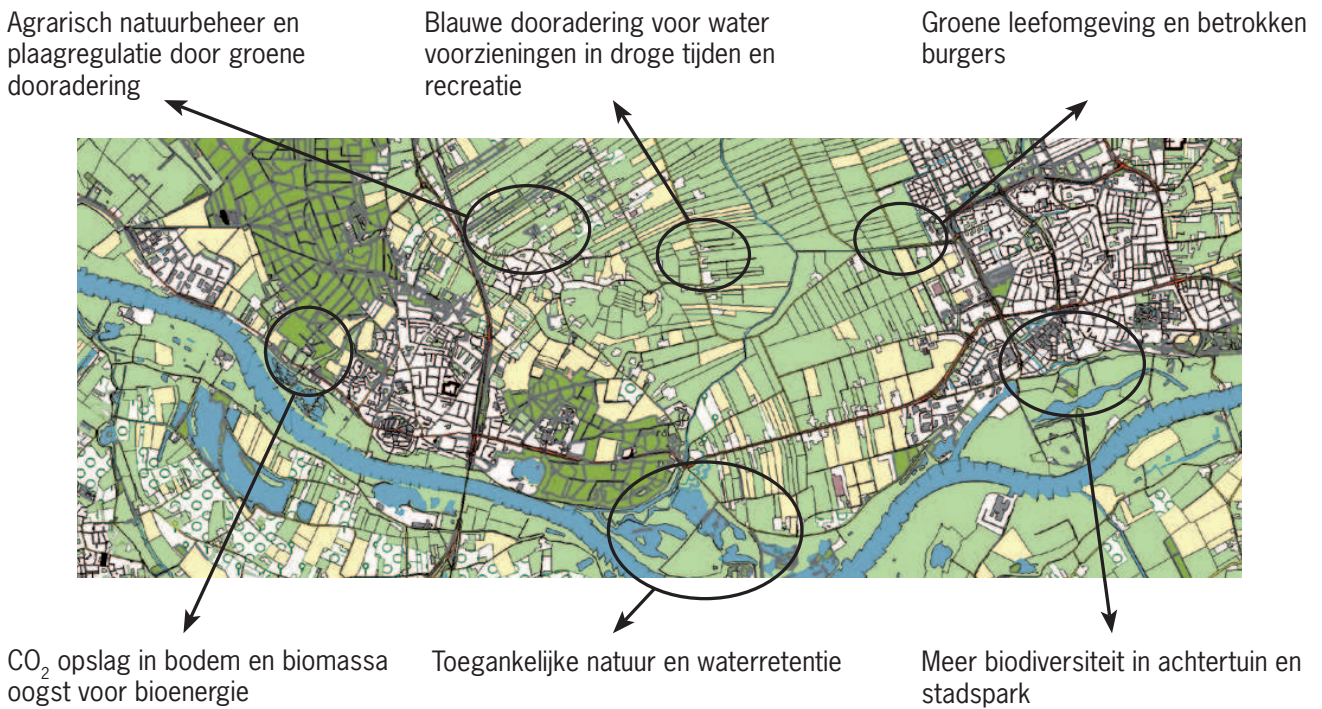 Agrarisch natuurbeheer en
plaagregulatie door groene
dooradering
Blauwe dooradering voor water
voorzieningen in droge tijden en
recreatie
Groene leefomgeving en betrokken
burgers
CO₂ opslag in bodem en biomassa
oogst voor bioenergie
Toegankelijke natuur en waterretentie
Meer biodiversiteit in achtertuin en
stadspark